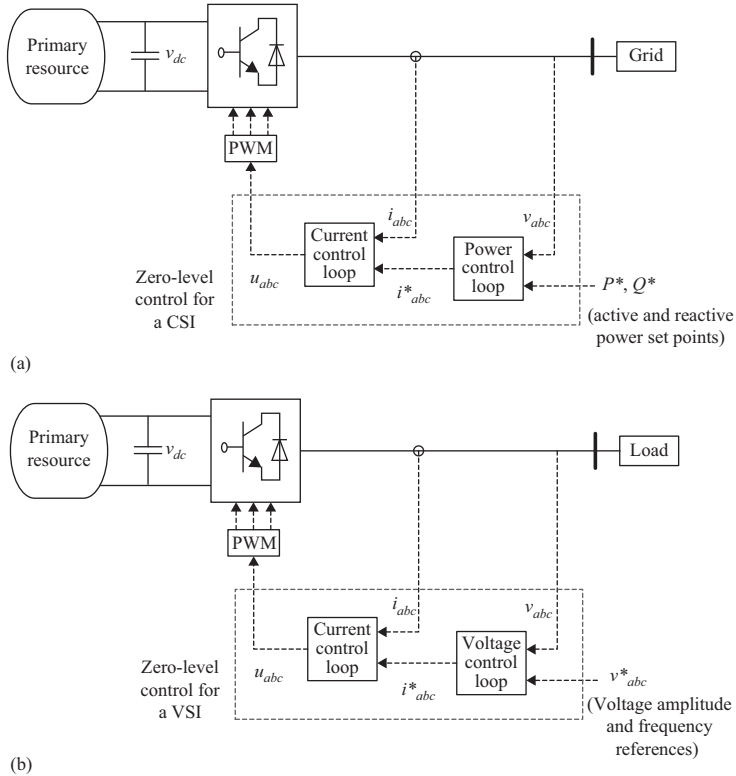 Primary
resource
v_dc
Grid
PWM
i_abc
v_abc
Current
control
loop
Power
control
loop
u_abc
i*_abc
P*, Q*
(active and reactive
power set points)
Zero-level
control for
a CSI
(a)
Primary
resource
v_dc
Load
PWM
i_abc
v_abc
Current
control
loop
Voltage
control
loop
u_abc
i*_abc
v*_abc
(Voltage amplitude
and frequency
references)
Zero-level
control for
a VSI
(b)